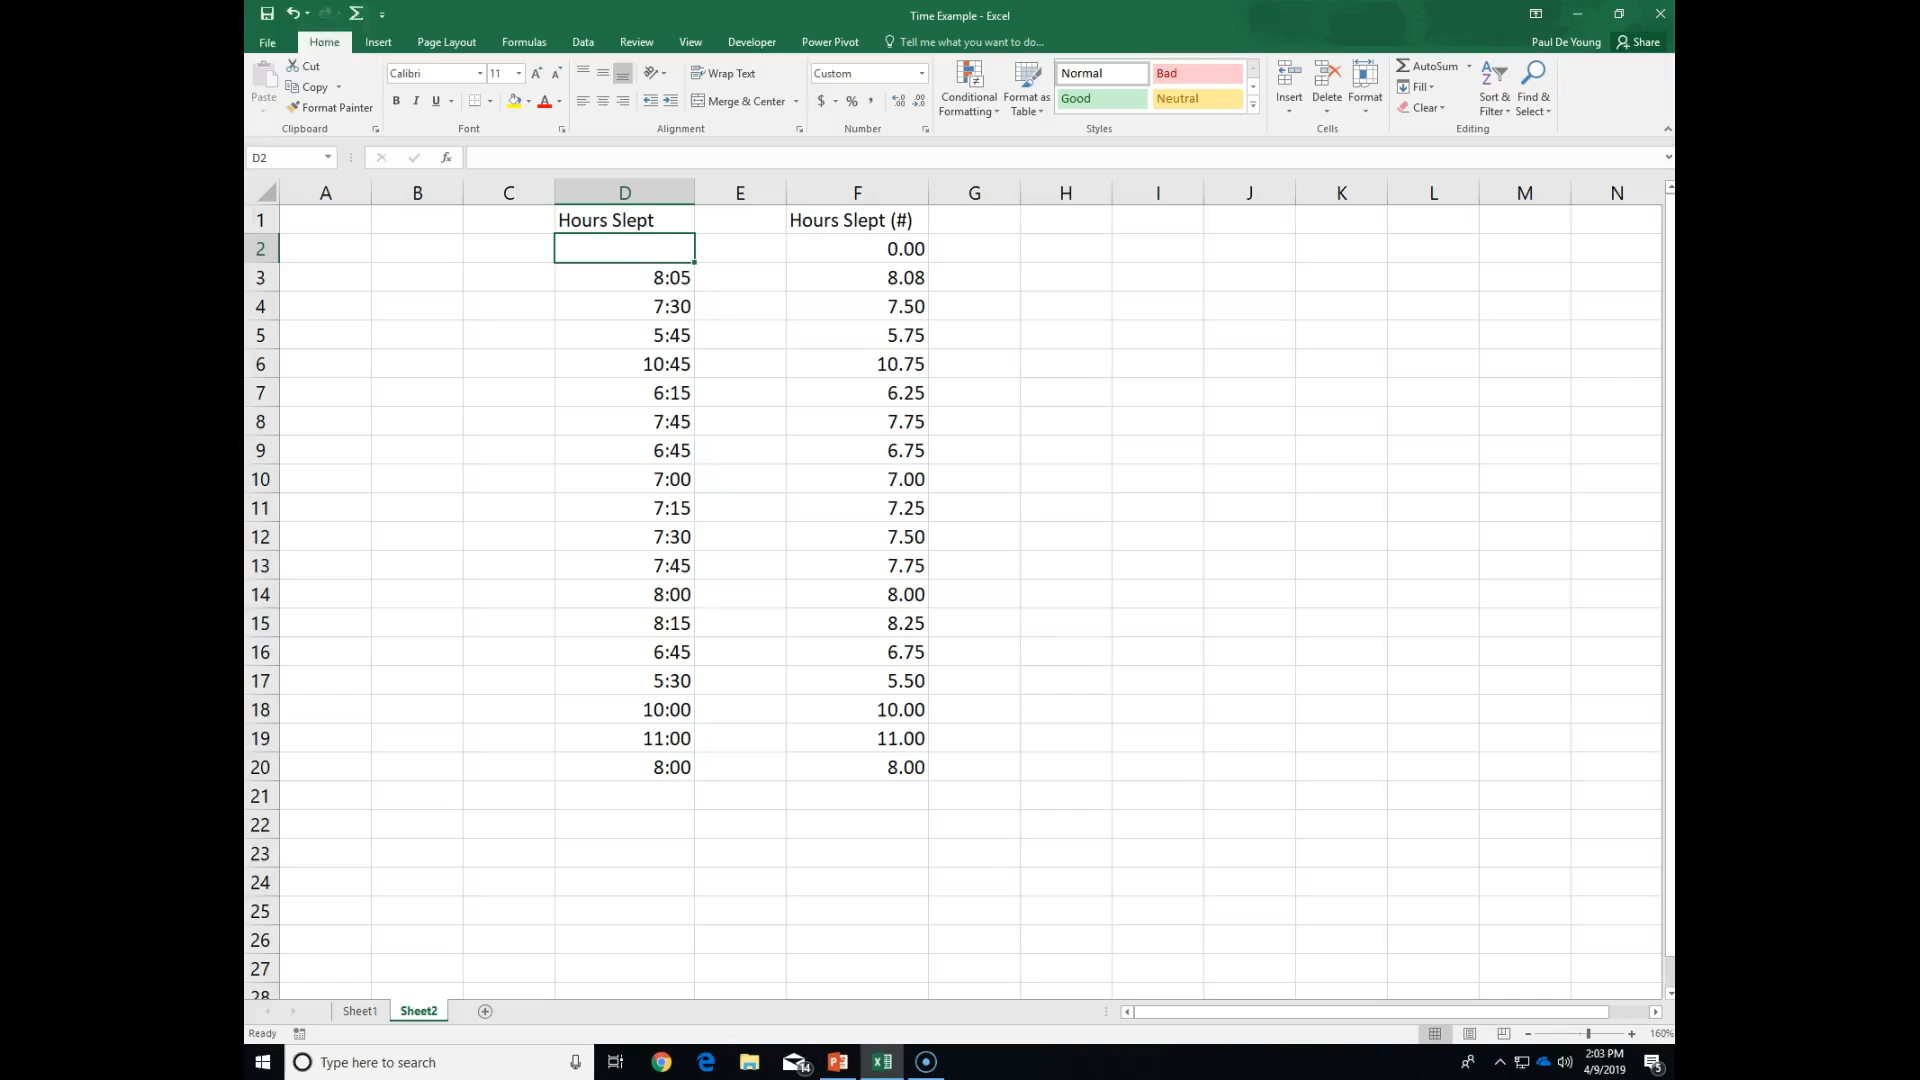 Time Example - Excel
File Home Insert Page Layout Formulas Data Review View Developer Power Pivot Tell me what you want to do... Paul De Young Share
Paste Cut
Copy
Format Painter
Clipboard
Calibri 11
B I U
Font
Wrap Text
Merge & Center
Alignment
Custom
$ % ,
Number
Conditional Formatting
Format as Table
Normal Bad
Good Neutral
Styles
Insert Delete Format
Cells
AutoSum
Fill
Clear
Sort & Filter
Find & Select
Editing
D2 fx
A B C D E F G H I J K L M N
1 Hours Slept Hours Slept (#)
2 0.00
3 8:05 8.08
4 7:30 7.50
5 5:45 5.75
6 10:45 10.75
7 6:15 6.25
8 7:45 7.75
9 6:45 6.75
10 7:00 7.00
11 7:15 7.25
12 7:30 7.50
13 7:45 7.75
14 8:00 8.00
15 8:15 8.25
16 6:45 6.75
17 5:30 5.50
18 10:00 10.00
19 11:00 11.00
20 8:00 8.00
21
22
23
24
25
26
27
28
Sheet1 Sheet2
Ready 160%
Type here to search 14 2:03 PM
4/9/2019 5